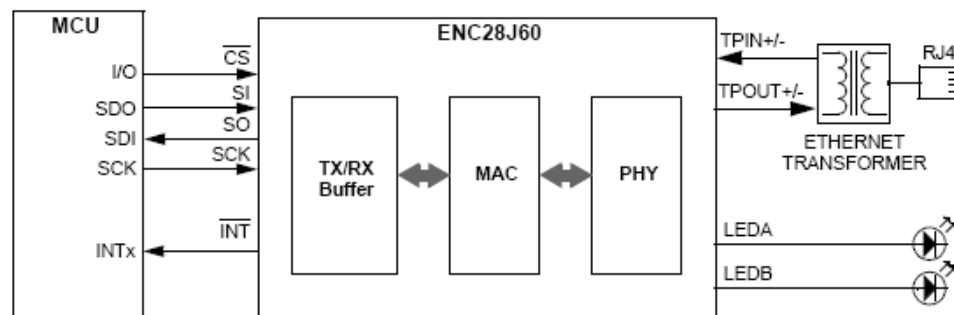 MCU
I/O
SDO
SDI
SCK
INTx
CS
SI
SO
SCK
INT
ENC28J60
TX/RX
Buffer
MAC
PHY
TPIN+/-
TPOUT+/-
LEDA
LEDB
RJ4
ETHERNET
TRANSFORMER